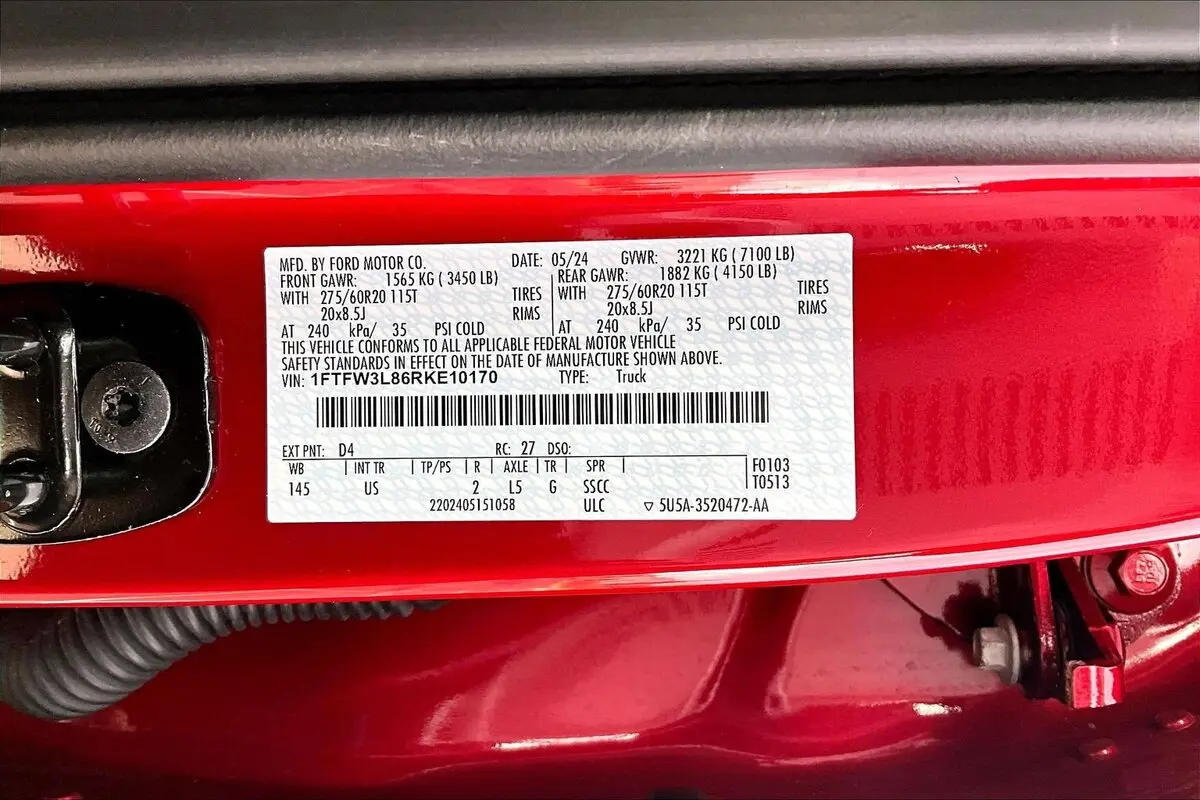 MFD. BY FORD MOTOR CO. DATE: 05/24 GVWR: 3221 KG ( 7100 LB)
FRONT GAWR: 1565 KG ( 3450 LB) REAR GAWR: 1882 KG ( 4150 LB)
WITH 275/60R20 115T TIRES WITH 275/60R20 115T TIRES
20x8.5J RIMS 20x8.5J RIMS
AT 240 kPa/ 35 PSI COLD AT 240 kPa/ 35 PSI COLD
THIS VEHICLE CONFORMS TO ALL APPLICABLE FEDERAL MOTOR VEHICLE
SAFETY STANDARDS IN EFFECT ON THE DATE OF MANUFACTURE SHOWN ABOVE.
VIN: 1FTFW3L86RKE10170 TYPE: Truck
EXT PNT: D4 RC: 27 DSO:
WB INT TR TP/PS R AXLE TR SPR F0103
145 US 2 L5 G SSCC T0513
2202405151058 ULC ▽ 5U5A-3520472-AA